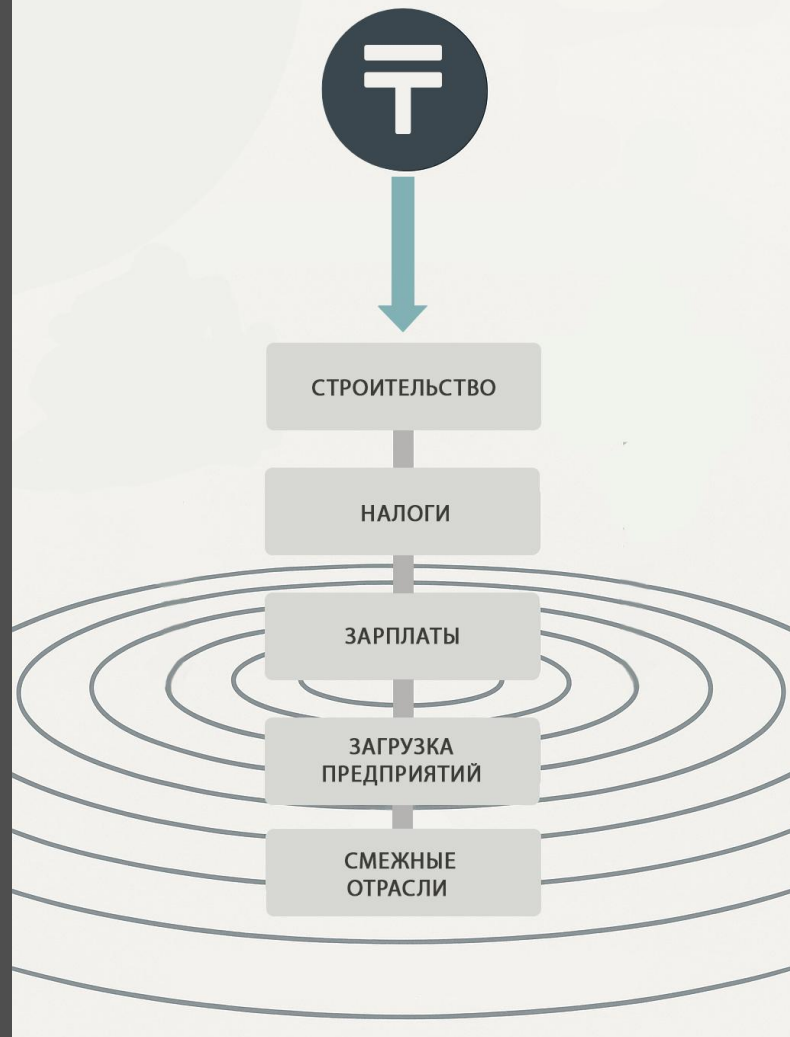 ₸
СТРОИТЕЛЬСТВО
НАЛОГИ
ЗАРПЛАТЫ
ЗАГРУЗКА
ПРЕДПРИЯТИЙ
СМЕЖНЫЕ
ОТРАСЛИ